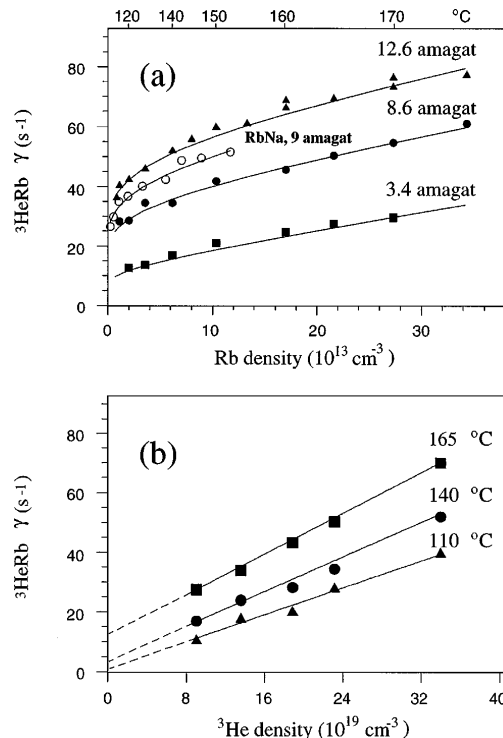 120 140 150 160 170 °C
12.6 amagat
(a)
8.6 amagat
RbNa, 9 amagat
3.4 amagat
80
60
40
20
0
³HeRb γ (s⁻¹)
0 10 20 30
Rb density (10¹³ cm⁻³)
(b)
165 °C
140 °C
110 °C
80
60
40
20
0
³HeRb γ (s⁻¹)
0 8 16 24 32 40
³He density (10¹⁹ cm⁻³)